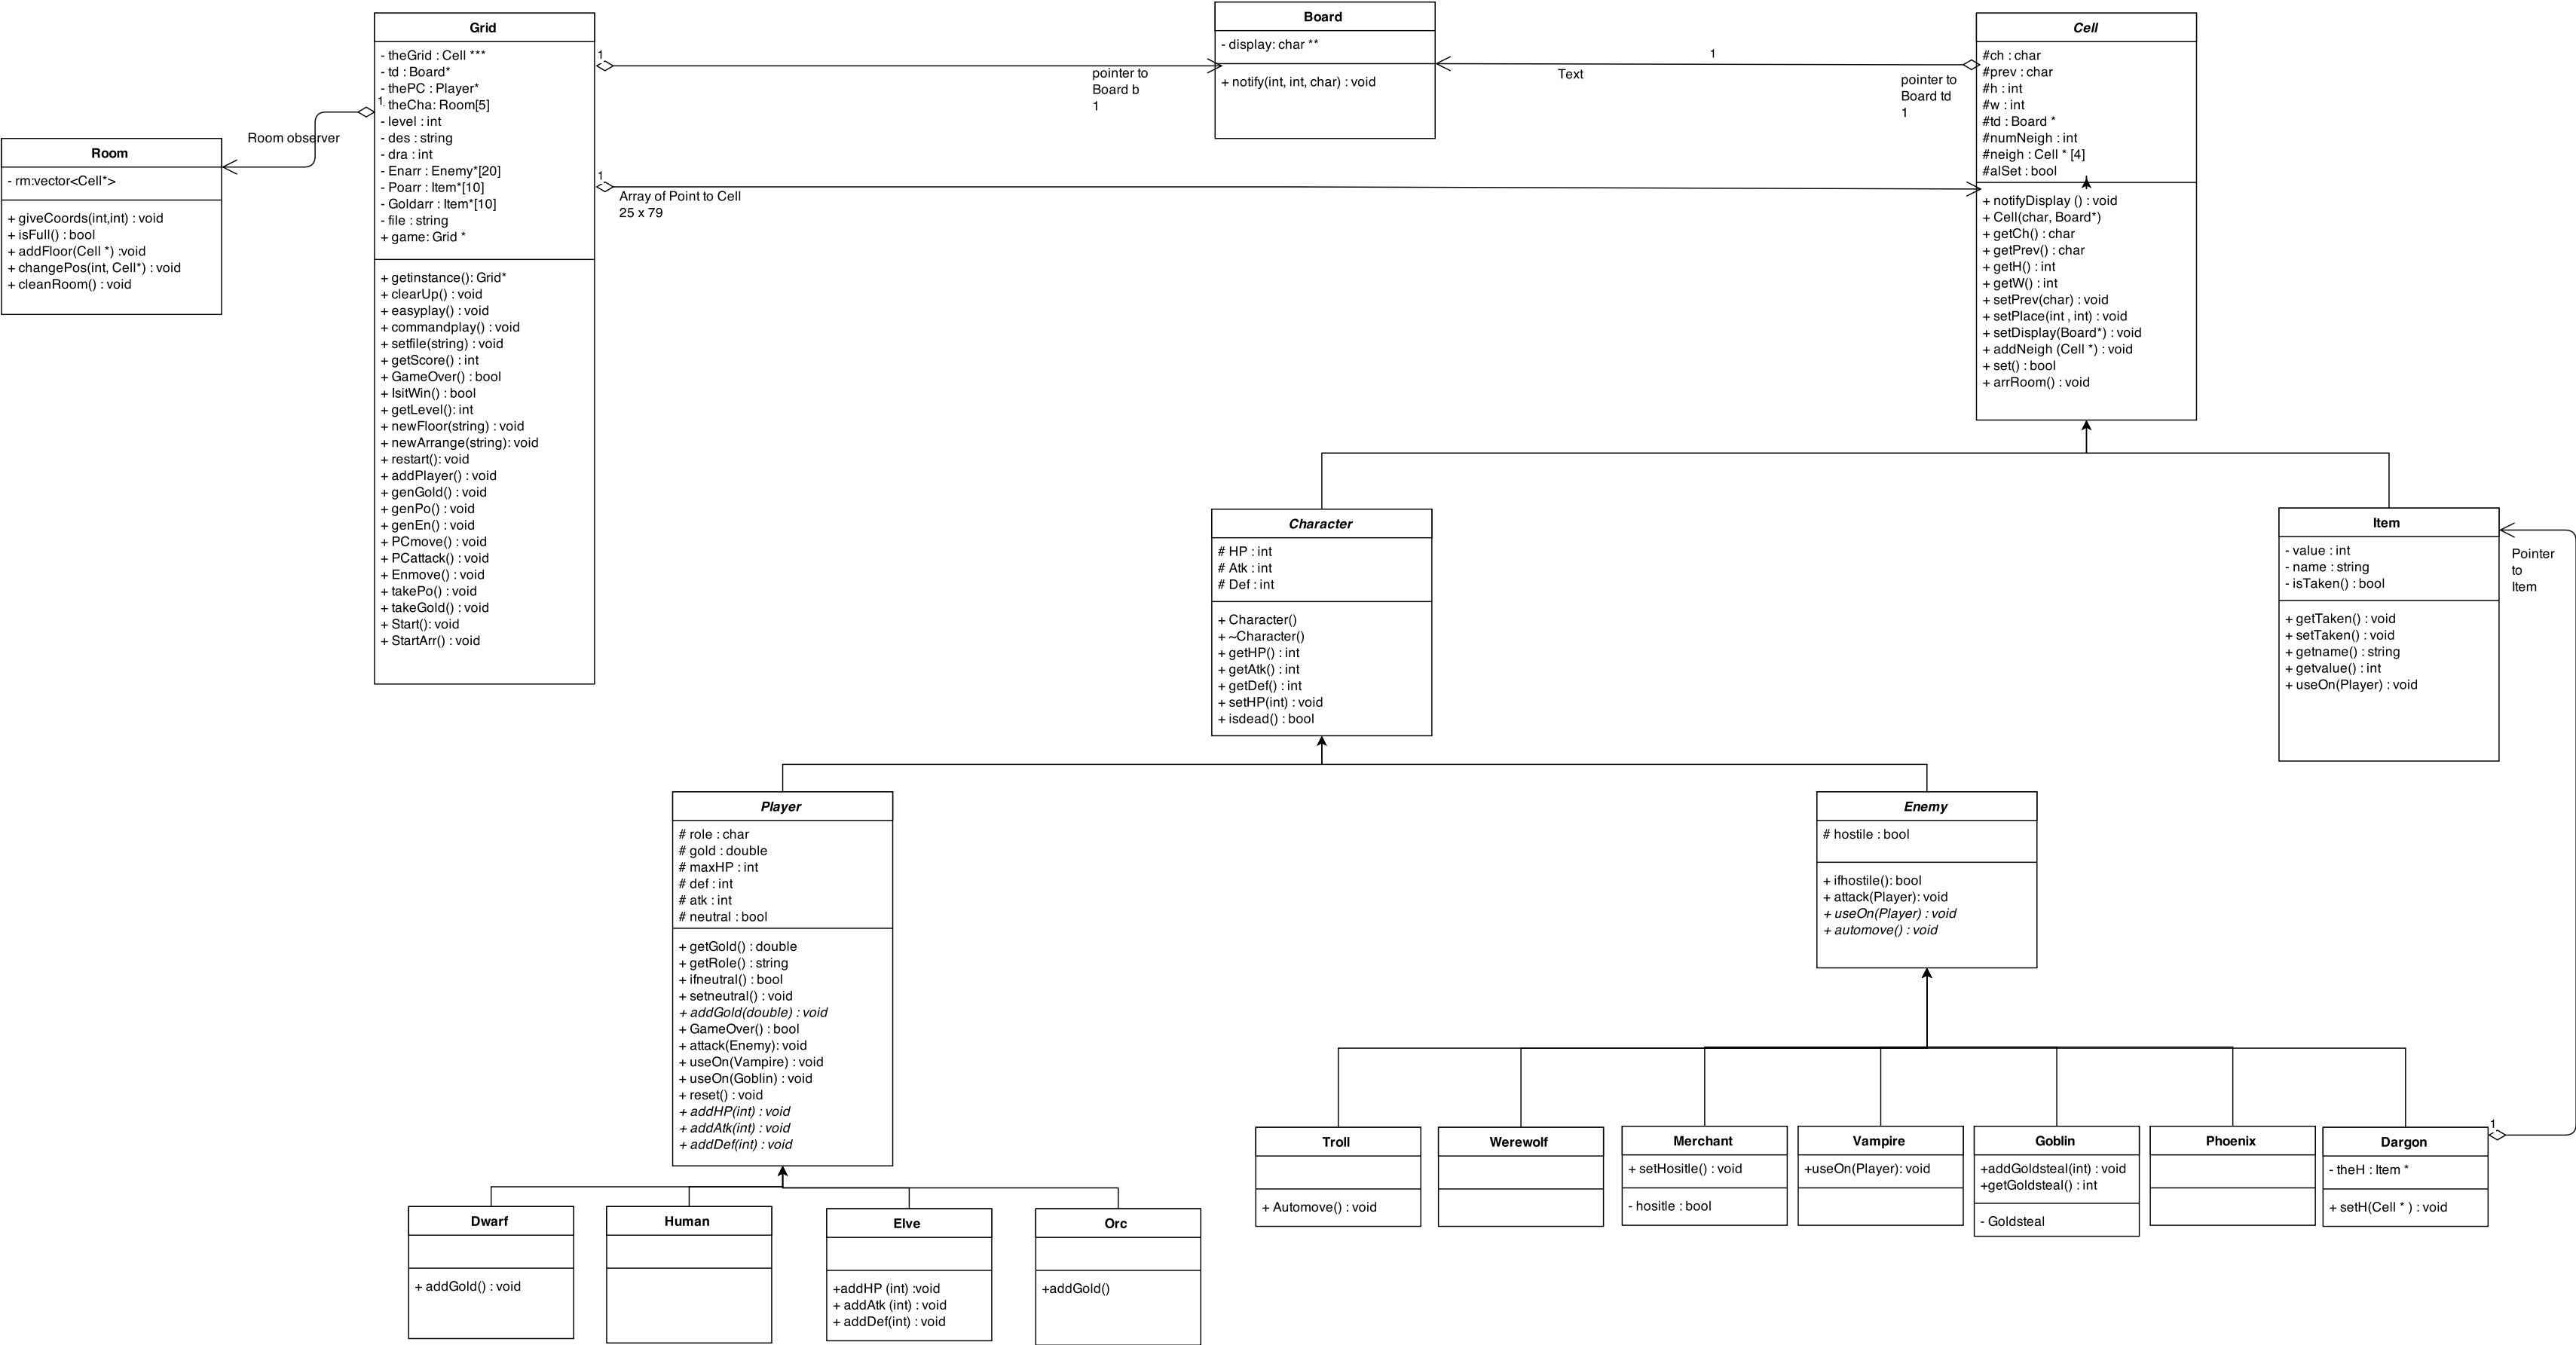 Grid
- theGrid : Cell ***
- td : Board*
- thePC : Player*
- theCha: Room[5]
- level : int
- des : string
- dra : int
- Enarr : Enemy*[20]
- Poarr : Item*[10]
- Goldarr : Item*[10]
- file : string
+ game: Grid *
+ getinstance(): Grid*
+ clearUp() : void
+ easyplay() : void
+ commandplay() : void
+ setfile(string) : void
+ getScore() : int
+ GameOver() : bool
+ IsitWin() : bool
+ getLevel(): int
+ newFloor(string) : void
+ newArrange(string): void
+ restart(): void
+ addPlayer() : void
+ genGold() : void
+ genPo() : void
+ genEn() : void
+ PCmove() : void
+ PCattack() : void
+ Enmove() : void
+ takePo() : void
+ takeGold() : void
+ Start(): void
+ StartArr() : void
1
Room observer
Room
- rm:vector<Cell*>
+ giveCoords(int,int) : void
+ isFull() : bool
+ addFloor(Cell *) :void
+ changePos(int, Cell*) : void
+ cleanRoom() : void
1
pointer to
Board b
1
1
Array of Point to Cell
25 x 79
Board
- display: char **
+ notify(int, int, char) : void
1
Text
pointer to
Board td
1
Cell
#ch : char
#prev : char
#h : int
#w : int
#td : Board *
#numNeigh : int
#neigh : Cell * [4]
#alSet : bool
+ notifyDisplay () : void
+ Cell(char, Board*)
+ getCh() : char
+ getPrev() : char
+ getH() : int
+ getW() : int
+ setPrev(char) : void
+ setPlace(int , int) : void
+ setDisplay(Board*) : void
+ addNeigh (Cell *) : void
+ set() : bool
+ arrRoom() : void
Character
# HP : int
# Atk : int
# Def : int
+ Character()
+ ~Character()
+ getHP() : int
+ getAtk() : int
+ getDef() : int
+ setHP(int) : void
+ isdead() : bool
Item
- value : int
- name : string
- isTaken() : bool
+ getTaken() : void
+ setTaken() : void
+ getname() : string
+ getvalue() : int
+ useOn(Player) : void
Pointer
to
Item
Player
# role : char
# gold : double
# maxHP : int
# def : int
# atk : int
# neutral : bool
+ getGold() : double
+ getRole() : string
+ ifneutral() : bool
+ setneutral() : void
+ addGold(double) : void
+ GameOver() : bool
+ attack(Enemy): void
+ useOn(Vampire) : void
+ useOn(Goblin) : void
+ reset() : void
+ addHP(int) : void
+ addAtk(int) : void
+ addDef(int) : void
Enemy
# hostile : bool
+ ifhostile(): bool
+ attack(Player): void
+ useOn(Player) : void
+ automove() : void
Dwarf
+ addGold() : void
Human
Elve
+addHP (int) :void
+ addAtk (int) : void
+ addDef(int) : void
Orc
+addGold()
Troll
+ Automove() : void
Werewolf
Merchant
+ setHositle() : void
- hositle : bool
Vampire
+useOn(Player): void
Goblin
+addGoldsteal(int) : void
+getGoldsteal() : int
- Goldsteal
Phoenix
Dargon
- theH : Item *
+ setH(Cell * ) : void
1